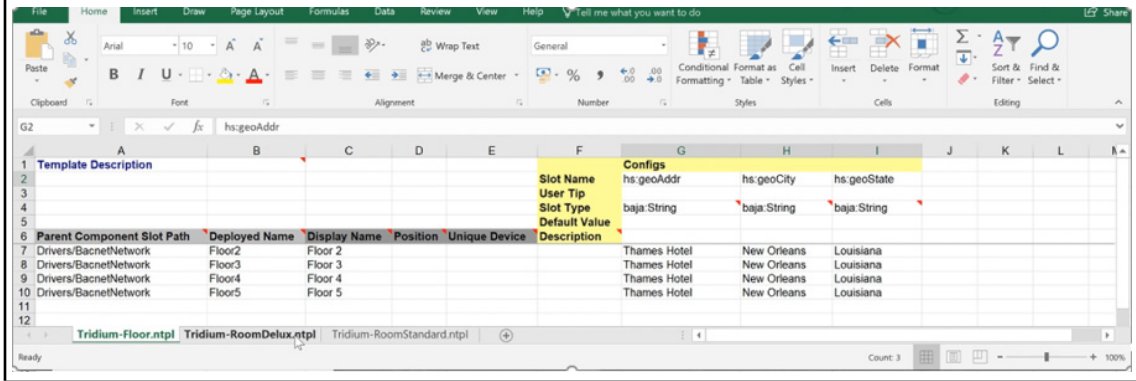 File Home Insert Draw Page Layout Formulas Data Review View Help Tell me what you want to do Share
Arial 10 A A ab Wrap Text General
Paste B I U A Merge & Center $ % , Conditional Formatting Format as Table Cell Styles Insert Delete Format Sort & Filter Find & Select
Clipboard Font Alignment Number Styles Cells Editing
G2 fx hs:geoAddr
A B C D E F G H I J K L
1 Template Description Configs
2 Slot Name hs:geoAddr hs:geoCity hs:geoState
3 User Tip
4 Slot Type baja:String baja:String baja:String
5 Default Value
6 Parent Component Slot Path Deployed Name Display Name Position Unique Device Description
7 Drivers/BacnetNetwork Floor2 Floor 2 Thames Hotel New Orleans Louisiana
8 Drivers/BacnetNetwork Floor3 Floor 3 Thames Hotel New Orleans Louisiana
9 Drivers/BacnetNetwork Floor4 Floor 4 Thames Hotel New Orleans Louisiana
10 Drivers/BacnetNetwork Floor5 Floor 5 Thames Hotel New Orleans Louisiana
11
12
Tridium-Floor.ntpl Tridium-RoomDelux.ntpl Tridium-RoomStandard.ntpl
Ready Count: 3 100%